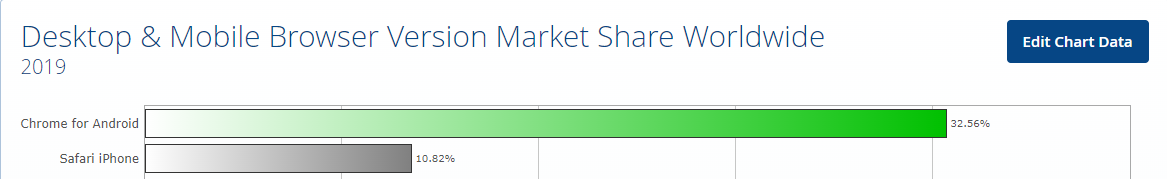 Desktop & Mobile Browser Version Market Share Worldwide
2019
Edit Chart Data
Chrome for Android 32.56%
Safari iPhone 10.82%